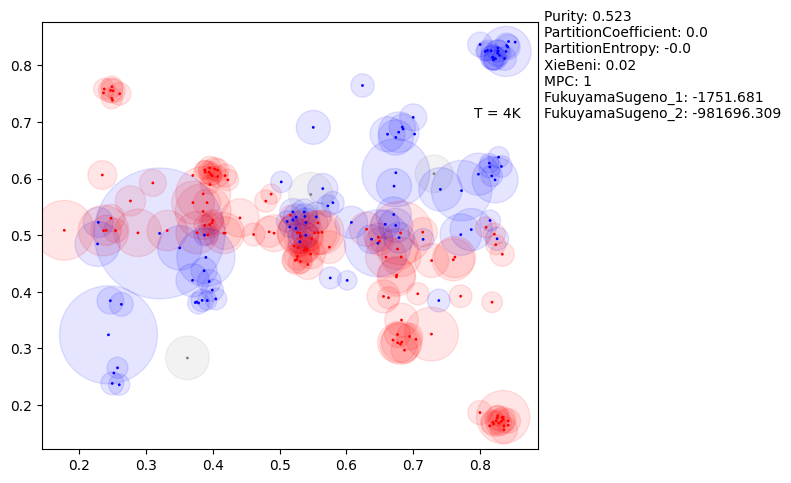 Purity: 0.523
PartitionCoefficient: 0.0
PartitionEntropy: -0.0
XieBeni: 0.02
MPC: 1
FukuyamaSugeno_1: -1751.681
FukuyamaSugeno_2: -981696.309
T = 4K
0.8
0.7
0.6
0.5
0.4
0.3
0.2
0.2 0.3 0.4 0.5 0.6 0.7 0.8